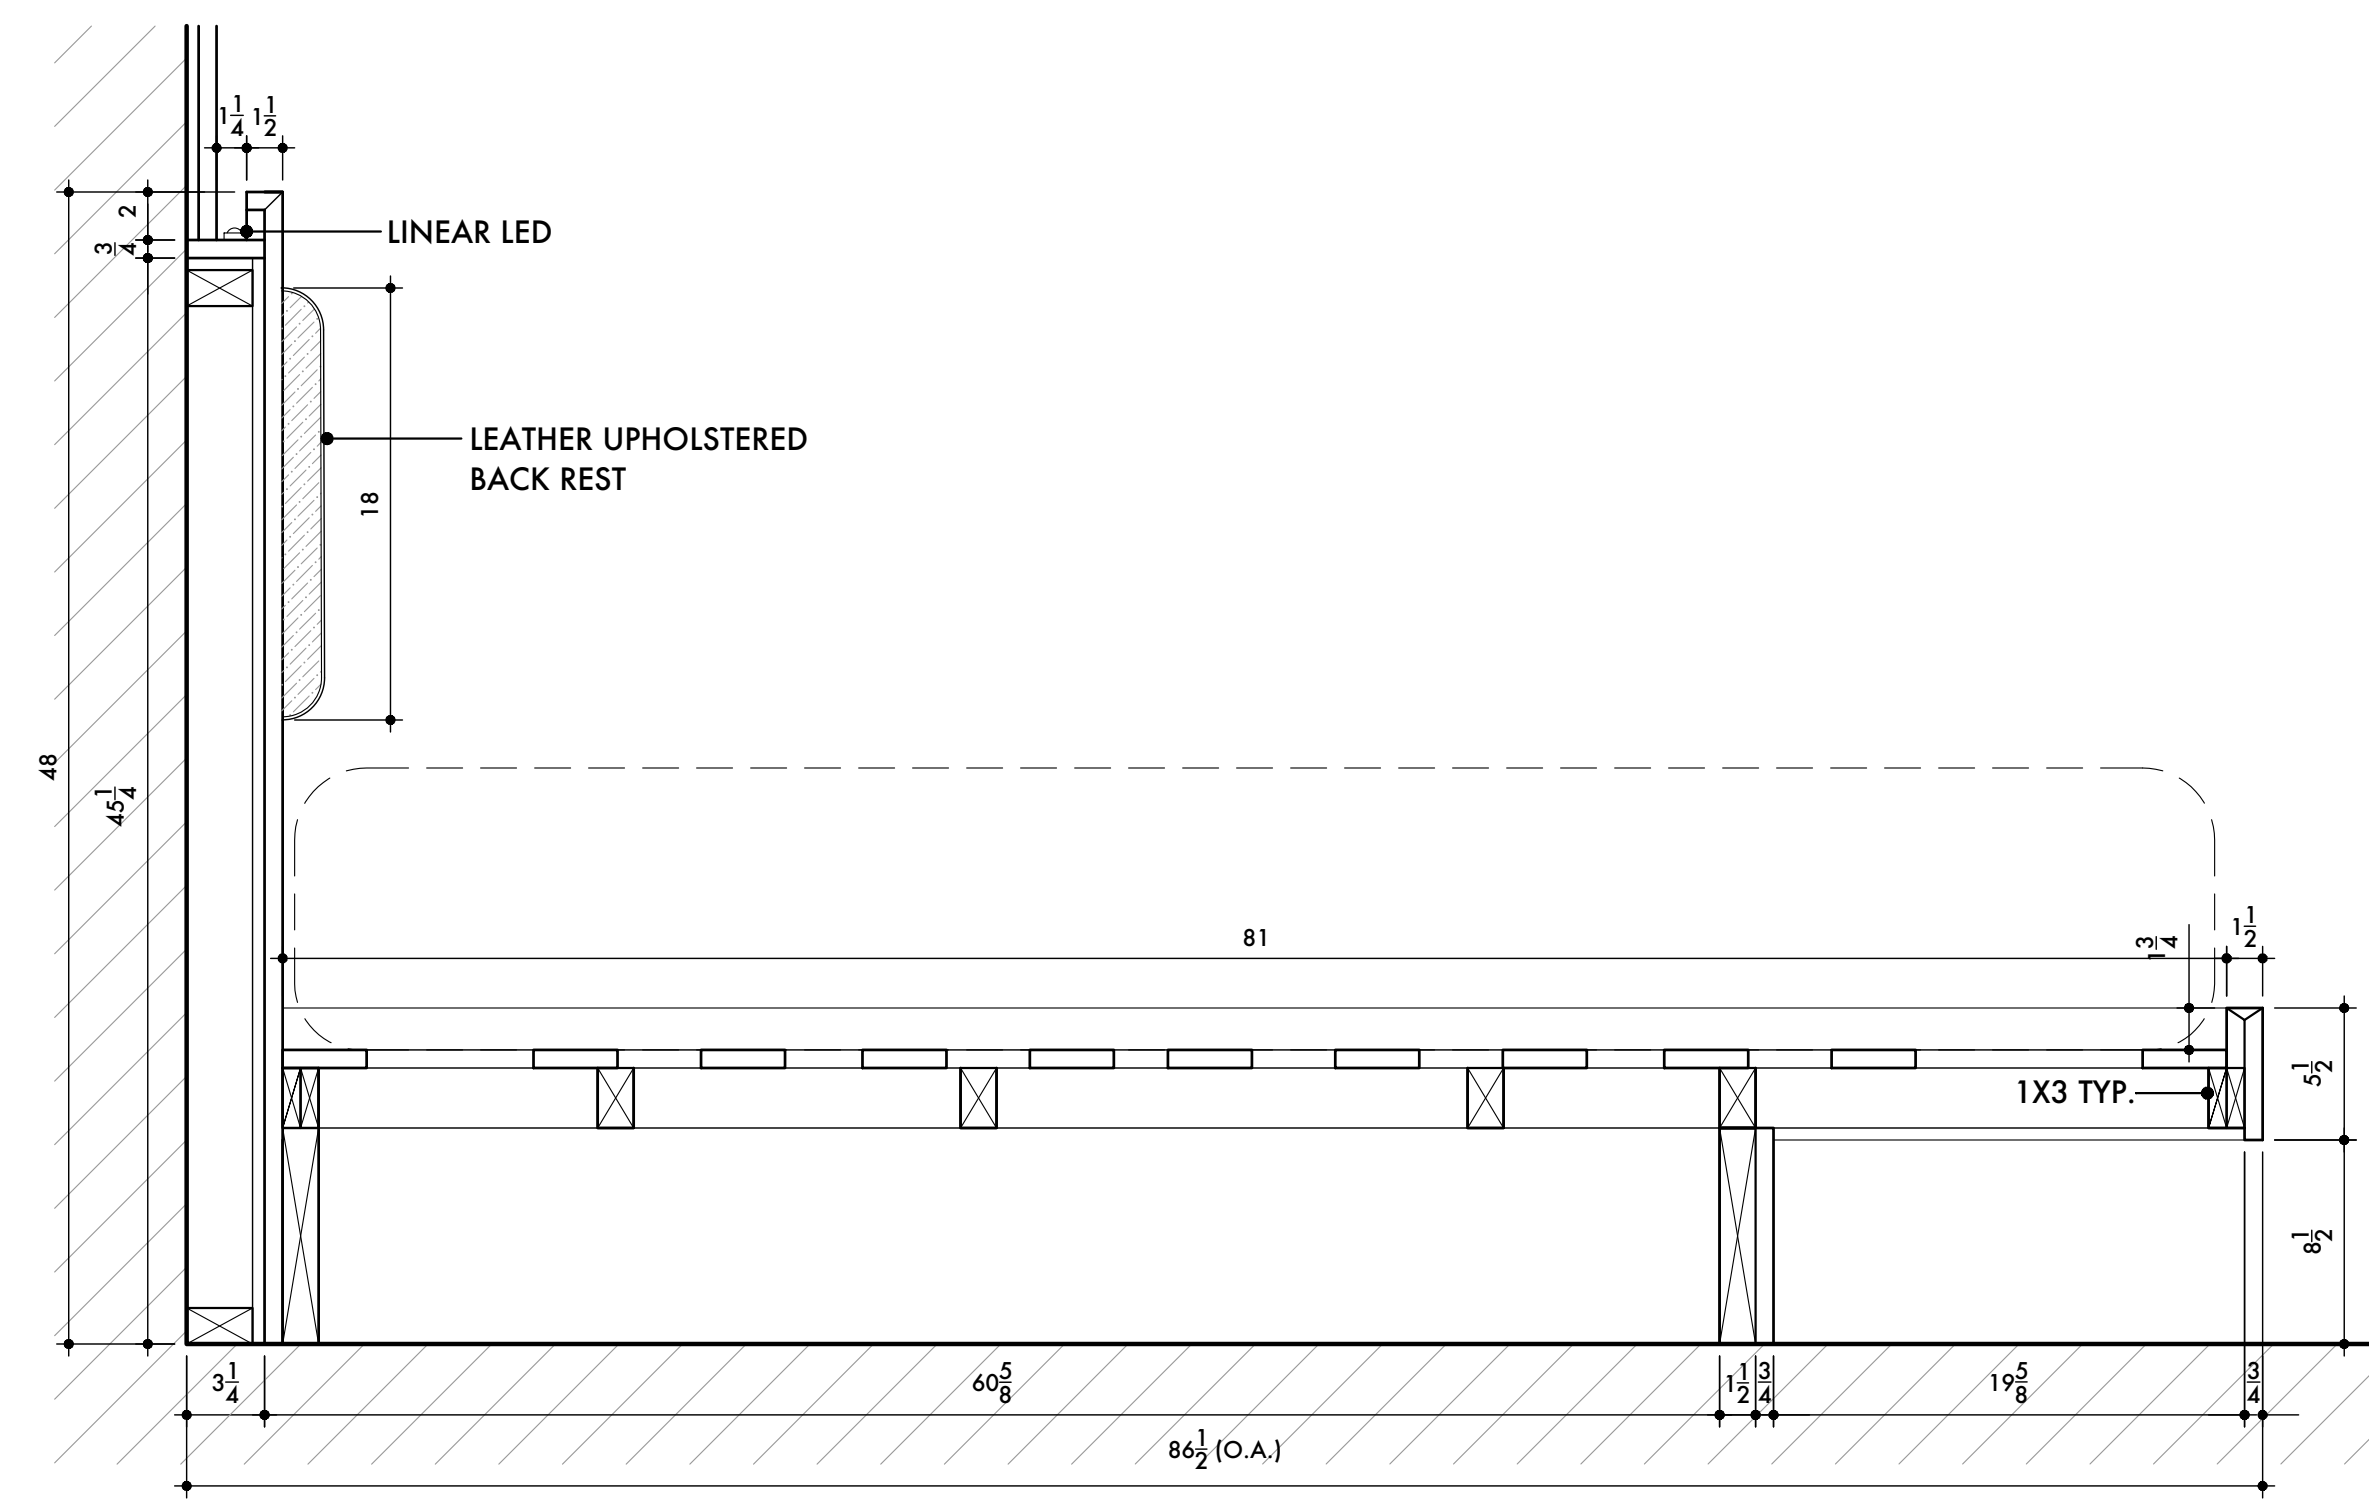 1 1/4 1 1/2
2
3/4
LINEAR LED
LEATHER UPHOLSTERED
BACK REST
18
48
45 1/4
81
1 3/4
1 1/2
1X3 TYP.
5 1/2
8 1/2
3 1/4 60 5/8 1 1/2 3/4 19 5/8 3/4
86 1/2 (O.A.)